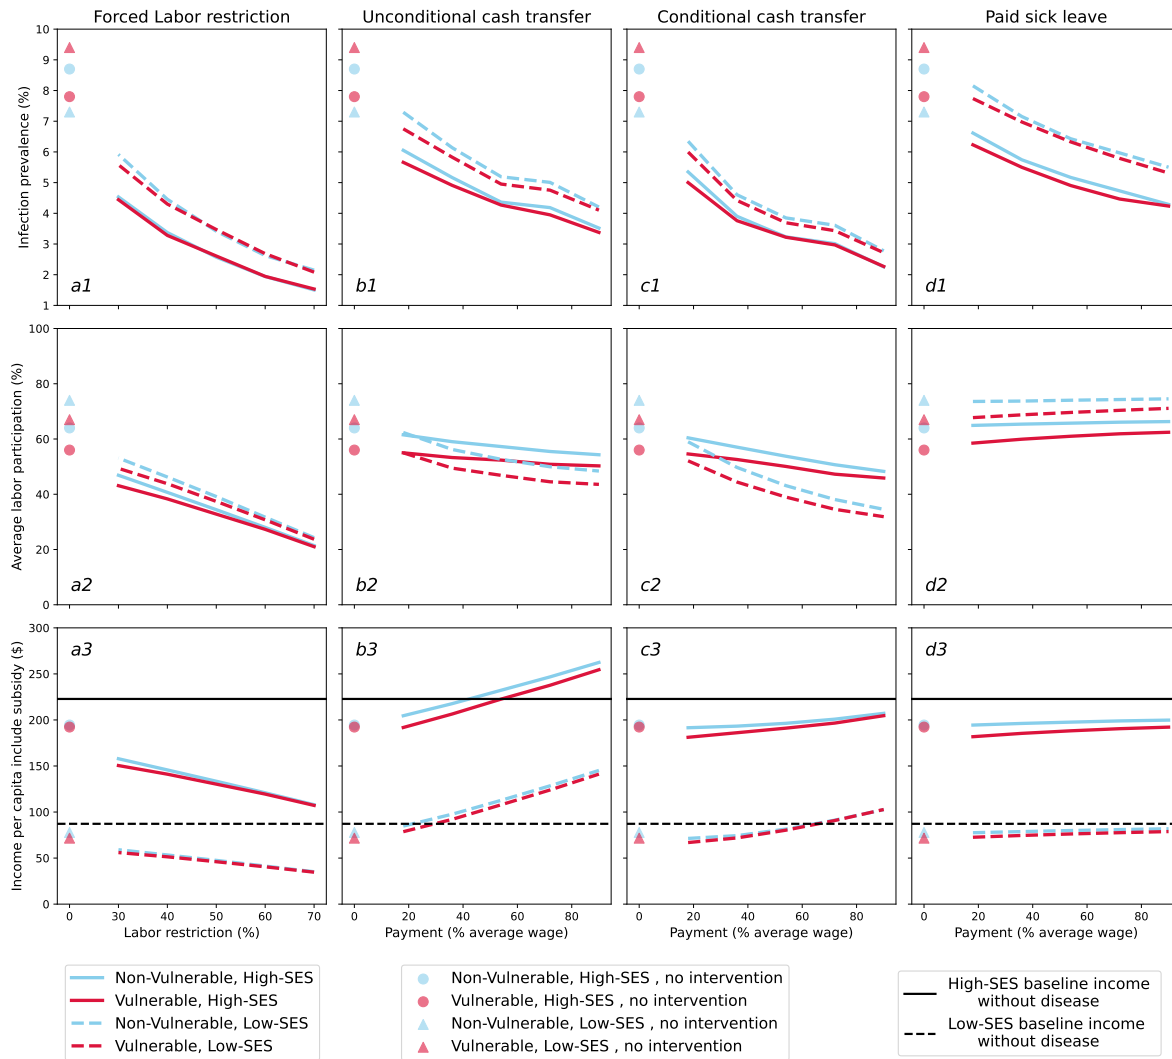 Forced Labor restriction
Unconditional cash transfer
Conditional cash transfer
Paid sick leave
Infection prevalence (%)
10
9
8
7
6
5
4
3
2
1
a1
b1
c1
d1
Average labor participation (%)
100
80
60
40
20
0
a2
b2
c2
d2
Income per capita include subsidy ($)
300
250
200
150
100
50
0
a3
b3
c3
d3
0 30 40 50 60 70
0 20 40 60 80
0 20 40 60 80
0 20 40 60 80
Labor restriction (%)
Payment (% average wage)
Payment (% average wage)
Payment (% average wage)
Non-Vulnerable, High-SES
Vulnerable, High-SES
Non-Vulnerable, Low-SES
Vulnerable, Low-SES
Non-Vulnerable, High-SES , no intervention
Vulnerable, High-SES , no intervention
Non-Vulnerable, Low-SES , no intervention
Vulnerable, Low-SES , no intervention
High-SES baseline income
without disease
Low-SES baseline income
without disease